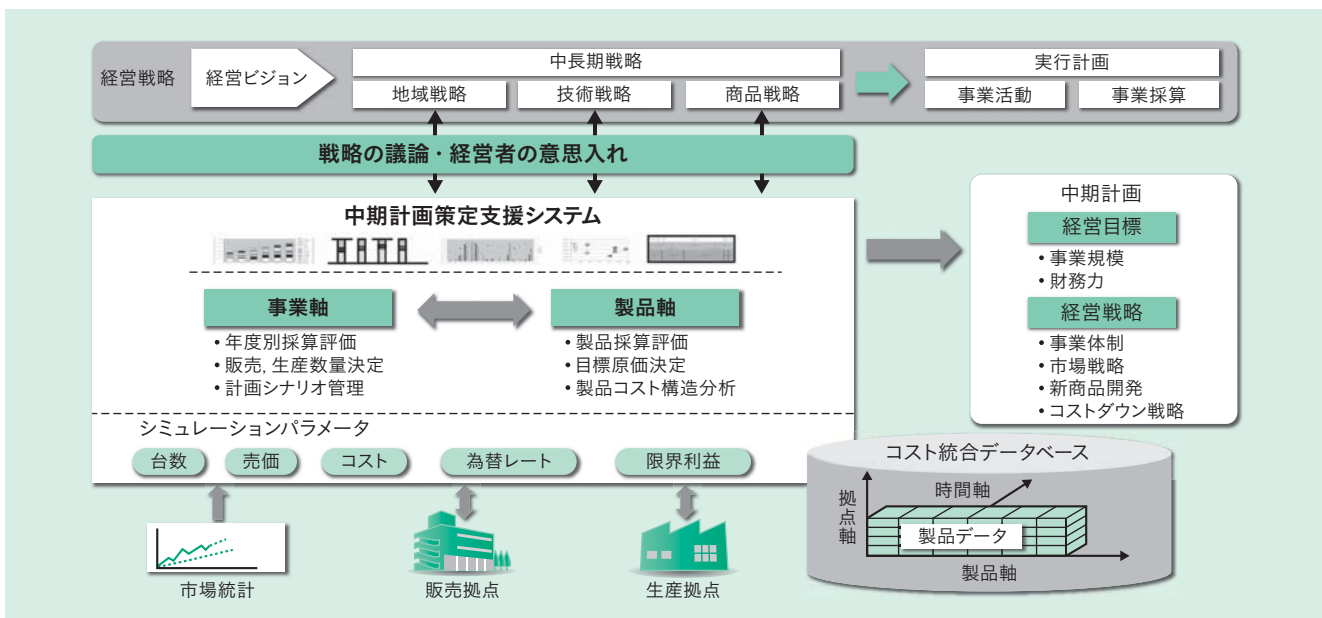 経営戦略
経営ビジョン
中長期戦略
地域戦略
技術戦略
商品戦略
実行計画
事業活動
事業採算
戦略の議論・経営者の意思入れ
中期計画策定支援システム
事業軸
• 年度別採算評価
• 販売, 生産数量決定
• 計画シナリオ管理
製品軸
• 製品採算評価
• 目標原価決定
• 製品コスト構造分析
シミュレーションパラメータ
台数
売価
コスト
為替レート
限界利益
市場統計
販売拠点
生産拠点
中期計画
経営目標
• 事業規模
• 財務力
経営戦略
• 事業体制
• 市場戦略
• 新商品開発
• コストダウン戦略
コスト統合データベース
拠点軸
時間軸
製品データ
製品軸